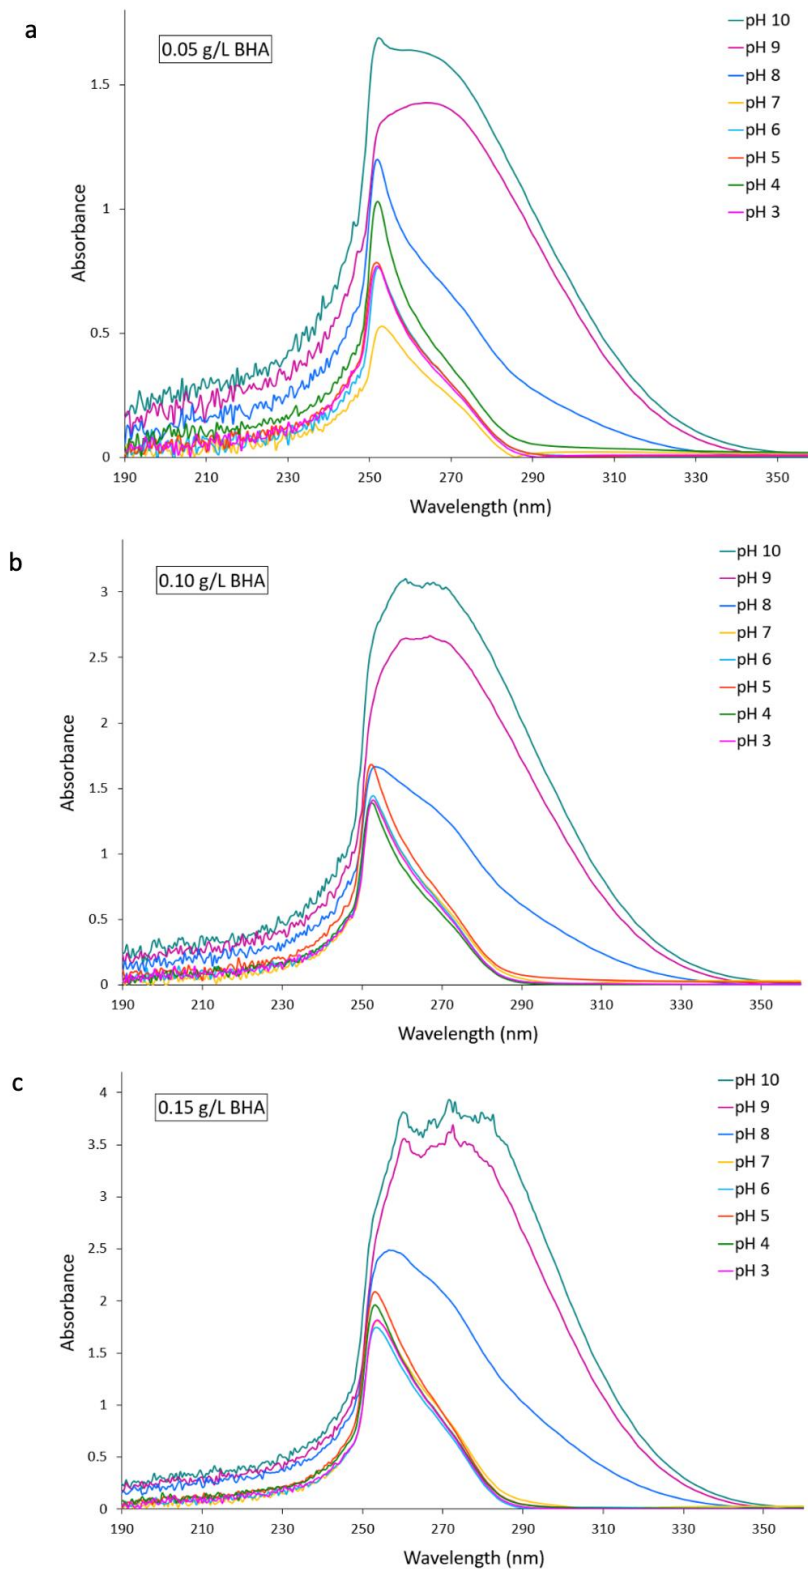 a
0.05 g/L BHA
pH 10
pH 9
pH 8
pH 7
pH 6
pH 5
pH 4
pH 3
1.5
1
0.5
0
Absorbance
190 210 230 250 270 290 310 330 350
Wavelength (nm)
b
0.10 g/L BHA
pH 10
pH 9
pH 8
pH 7
pH 6
pH 5
pH 4
pH 3
3
2.5
2
1.5
1
0.5
0
Absorbance
190 210 230 250 270 290 310 330 350
Wavelength (nm)
c
0.15 g/L BHA
pH 10
pH 9
pH 8
pH 7
pH 6
pH 5
pH 4
pH 3
4
3.5
3
2.5
2
1.5
1
0.5
0
Absorbance
190 210 230 250 270 290 310 330 350
Wavelength (nm)